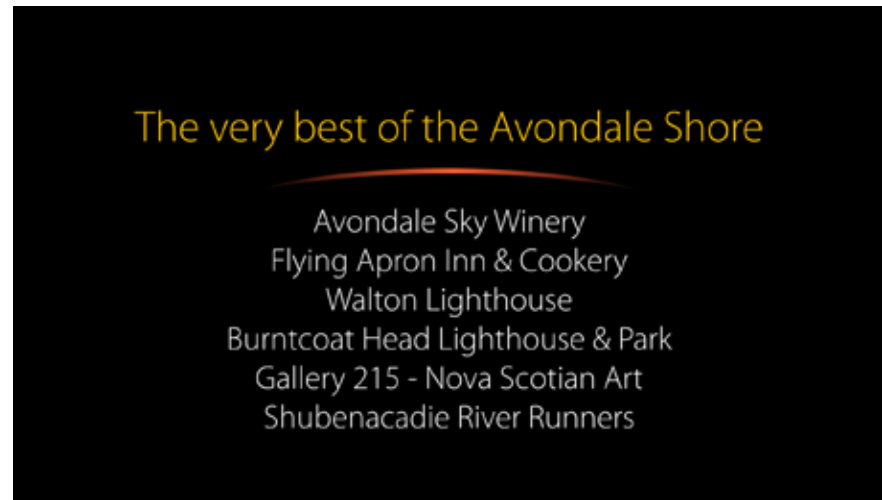 The very best of the Avondale Shore
Avondale Sky Winery
Flying Apron Inn & Cookery
Walton Lighthouse
Burntcoat Head Lighthouse & Park
Gallery 215 - Nova Scotian Art
Shubenacadie River Runners